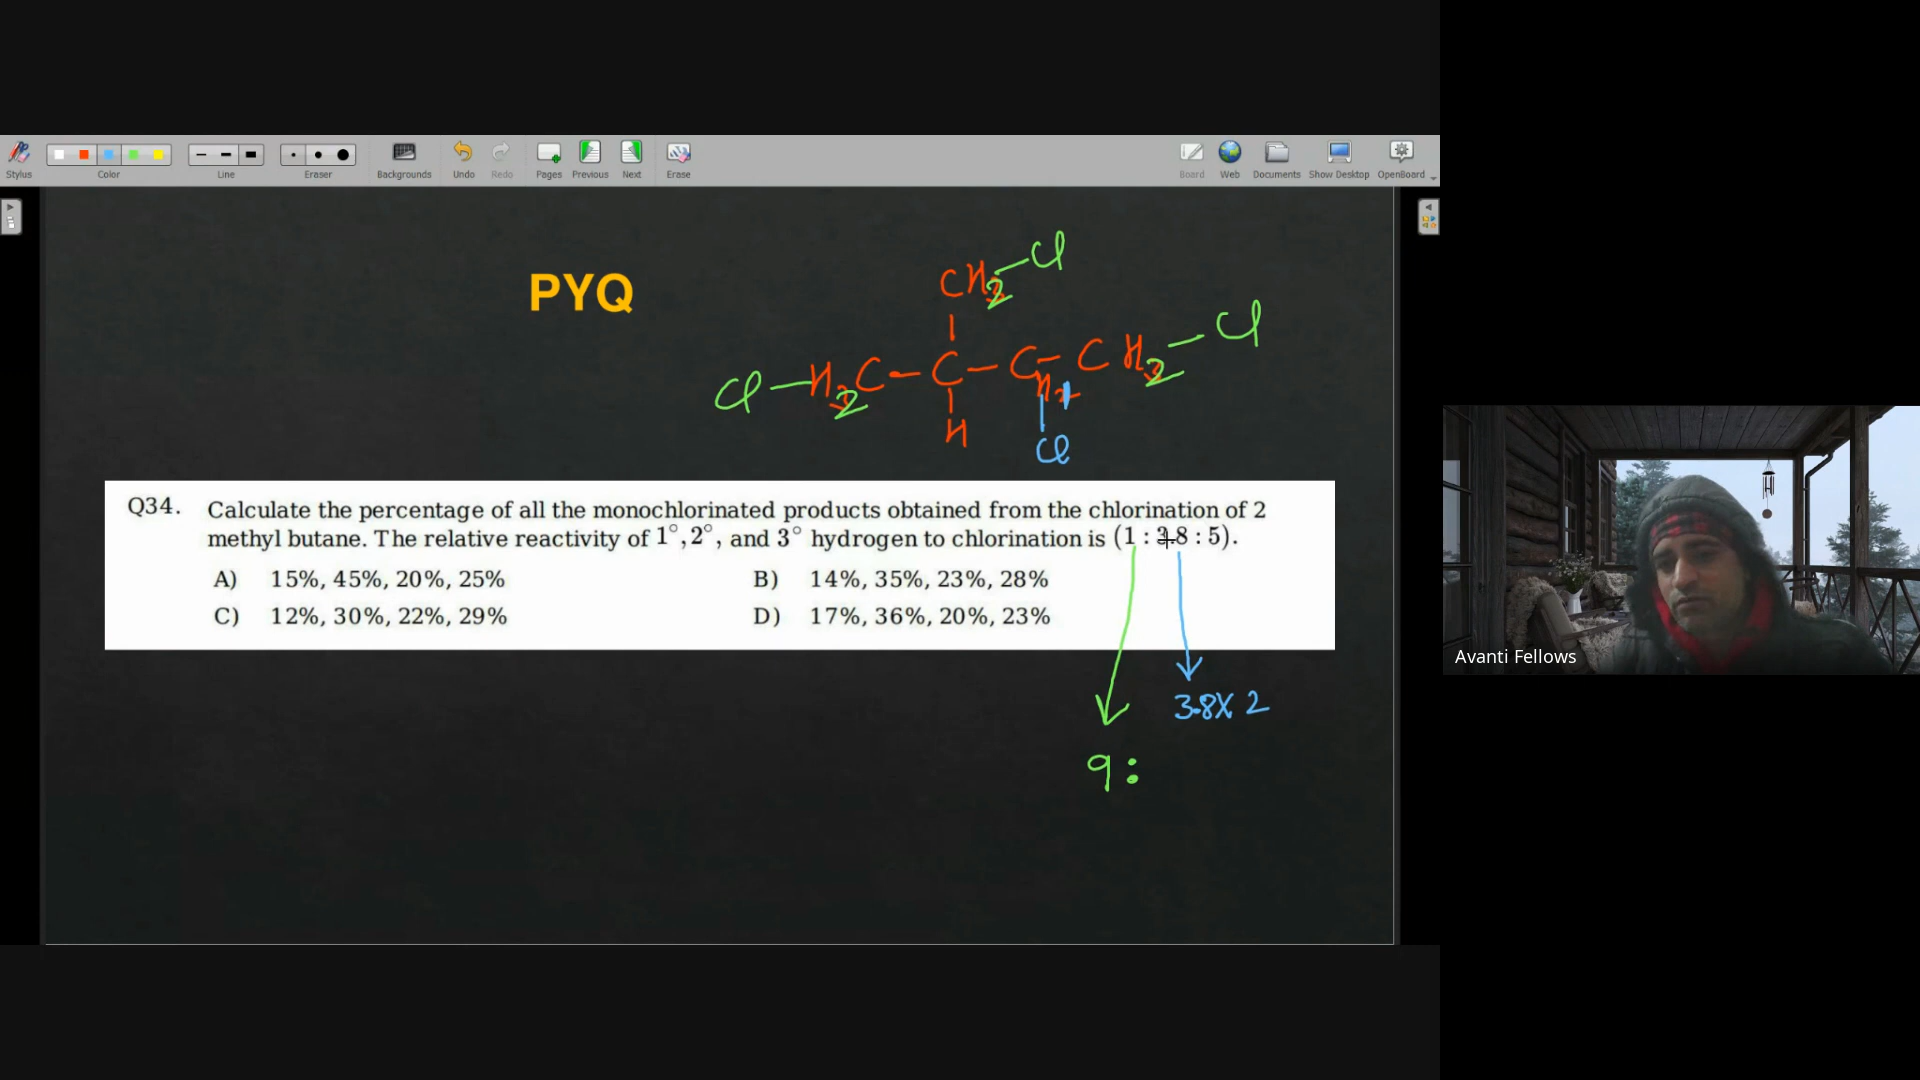 Stylus
Color
Line
Eraser
Backgrounds
Undo
Redo
Pages
Previous
Next
Erase
Board
Web
Documents
Show Desktop
OpenBoard
PYQ
CH2–Cl
Cl–H2C–C–C–CH2–Cl
H
Cl
Q34. Calculate the percentage of all the monochlorinated products obtained from the chlorination of 2
methyl butane. The relative reactivity of 1°, 2°, and 3° hydrogen to chlorination is (1 : 3.8 : 5).
A) 15%, 45%, 20%, 25% B) 14%, 35%, 23%, 28%
C) 12%, 30%, 22%, 29% D) 17%, 36%, 20%, 23%
3.8X 2
9 :
Avanti Fellows